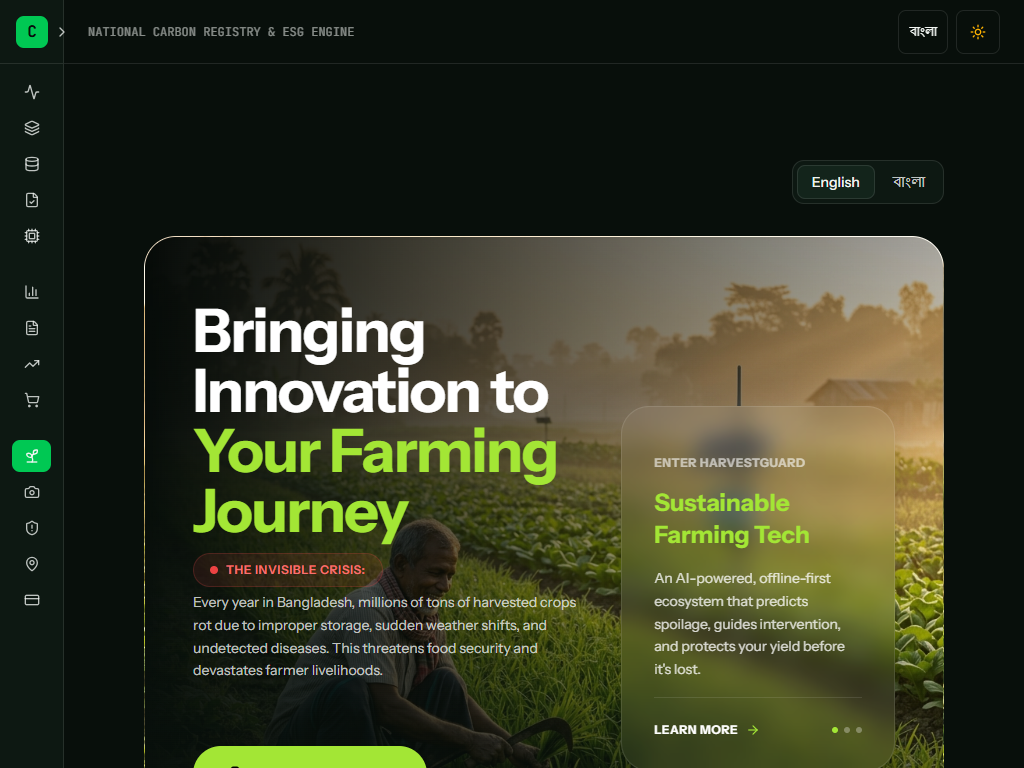 C
NATIONAL CARBON REGISTRY & ESG ENGINE
বাংলা
English
বাংলা
Bringing
Innovation to
Your Farming
Journey
THE INVISIBLE CRISIS:
Every year in Bangladesh, millions of tons of harvested crops
rot due to improper storage, sudden weather shifts, and
undetected diseases. This threatens food security and
devastates farmer livelihoods.
ENTER HARVESTGUARD
Sustainable
Farming Tech
An AI-powered, offline-first
ecosystem that predicts
spoilage, guides intervention,
and protects your yield before
it's lost.
LEARN MORE